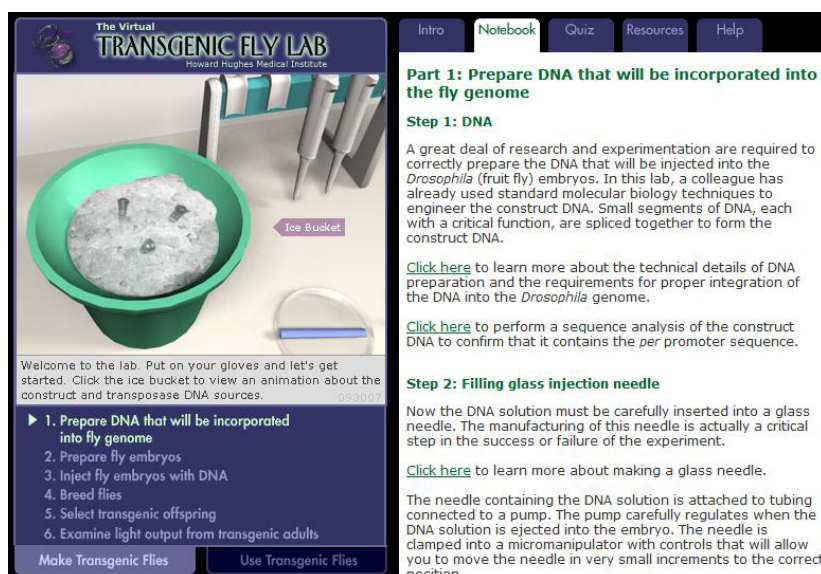 The Virtual
TRANSGENIC FLY LAB
Howard Hughes Medical Institute
Ice Bucket
Welcome to the lab. Put on your gloves and let's get
started. Click the ice bucket to view an animation about the
construct and transposase DNA sources.
093007
1. Prepare DNA that will be incorporated
into fly genome
2. Prepare fly embryos
3. Inject fly embryos with DNA
4. Breed flies
5. Select transgenic offspring
6. Examine light output from transgenic adults
Make Transgenic Flies
Use Transgenic Flies
Intro
Notebook
Quiz
Resources
Help
Part 1: Prepare DNA that will be incorporated into
the fly genome
Step 1: DNA
A great deal of research and experimentation are required to
correctly prepare the DNA that will be injected into the
Drosophila (fruit fly) embryos. In this lab, a colleague has
already used standard molecular biology techniques to
engineer the construct DNA. Small segments of DNA, each
with a critical function, are spliced together to form the
construct DNA.
Click here to learn more about the technical details of DNA
preparation and the requirements for proper integration of
the DNA into the Drosophila genome.
Click here to perform a sequence analysis of the construct
DNA to confirm that it contains the per promoter sequence.
Step 2: Filling glass injection needle
Now the DNA solution must be carefully inserted into a glass
needle. The manufacturing of this needle is actually a critical
step in the success or failure of the experiment.
Click here to learn more about making a glass needle.
The needle containing the DNA solution is attached to tubing
connected to a pump. The pump carefully regulates when the
DNA solution is ejected into the embryo. The needle is
clamped into a micromanipulator with controls that will allow
you to move the needle in very small increments to the correct
position.